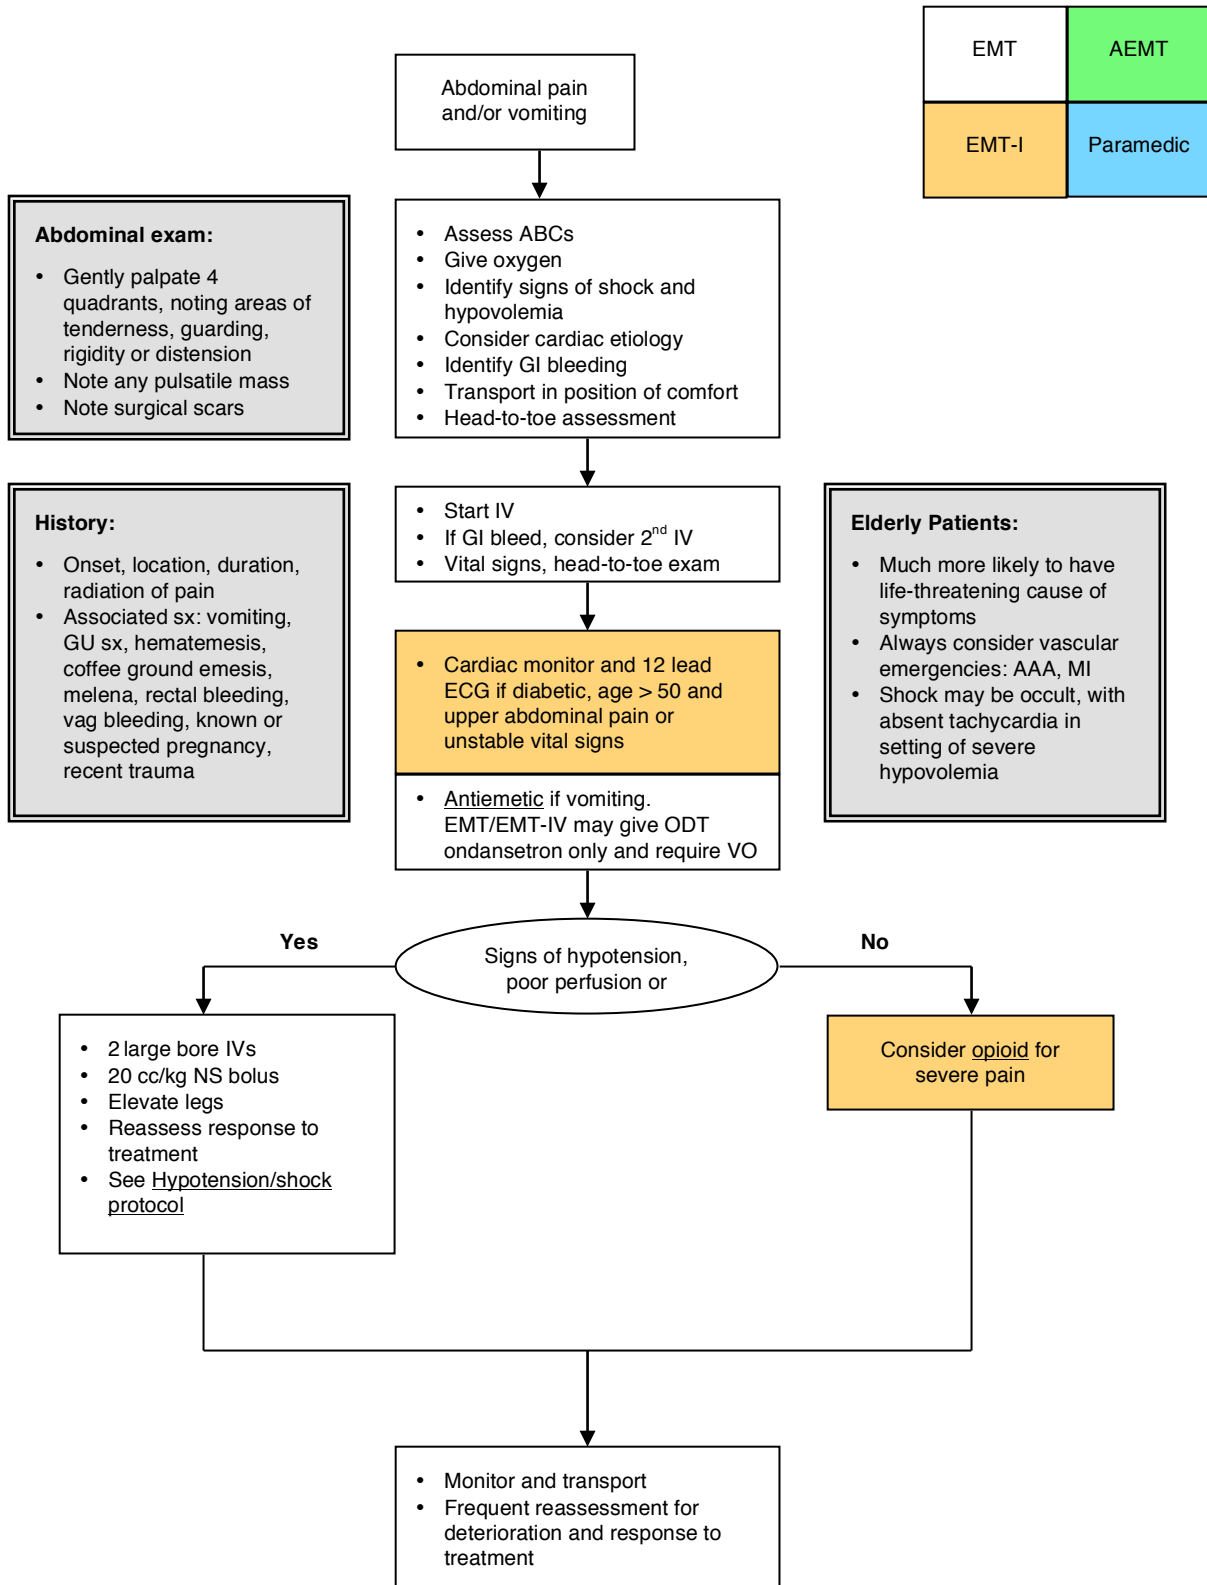 EMT
AEMT
EMT-I
Paramedic
Abdominal pain
and/or vomiting
Abdominal exam:
• Gently palpate 4
quadrants, noting areas of
tenderness, guarding,
rigidity or distension
• Note any pulsatile mass
• Note surgical scars
• Assess ABCs
• Give oxygen
• Identify signs of shock and
hypovolemia
• Consider cardiac etiology
• Identify GI bleeding
• Transport in position of comfort
• Head-to-toe assessment
History:
• Onset, location, duration,
radiation of pain
• Associated sx: vomiting,
GU sx, hematemesis,
coffee ground emesis,
melena, rectal bleeding,
vag bleeding, known or
suspected pregnancy,
recent trauma
• Start IV
• If GI bleed, consider 2nd IV
• Vital signs, head-to-toe exam
Elderly Patients:
• Much more likely to have
life-threatening cause of
symptoms
• Always consider vascular
emergencies: AAA, MI
• Shock may be occult, with
absent tachycardia in
setting of severe
hypovolemia
• Cardiac monitor and 12 lead
ECG if diabetic, age > 50 and
upper abdominal pain or
unstable vital signs
• Antiemetic if vomiting.
EMT/EMT-IV may give ODT
ondansetron only and require VO
Signs of hypotension,
poor perfusion or
Yes
No
• 2 large bore IVs
• 20 cc/kg NS bolus
• Elevate legs
• Reassess response to
treatment
• See Hypotension/shock
protocol
Consider opioid for
severe pain
• Monitor and transport
• Frequent reassessment for
deterioration and response to
treatment